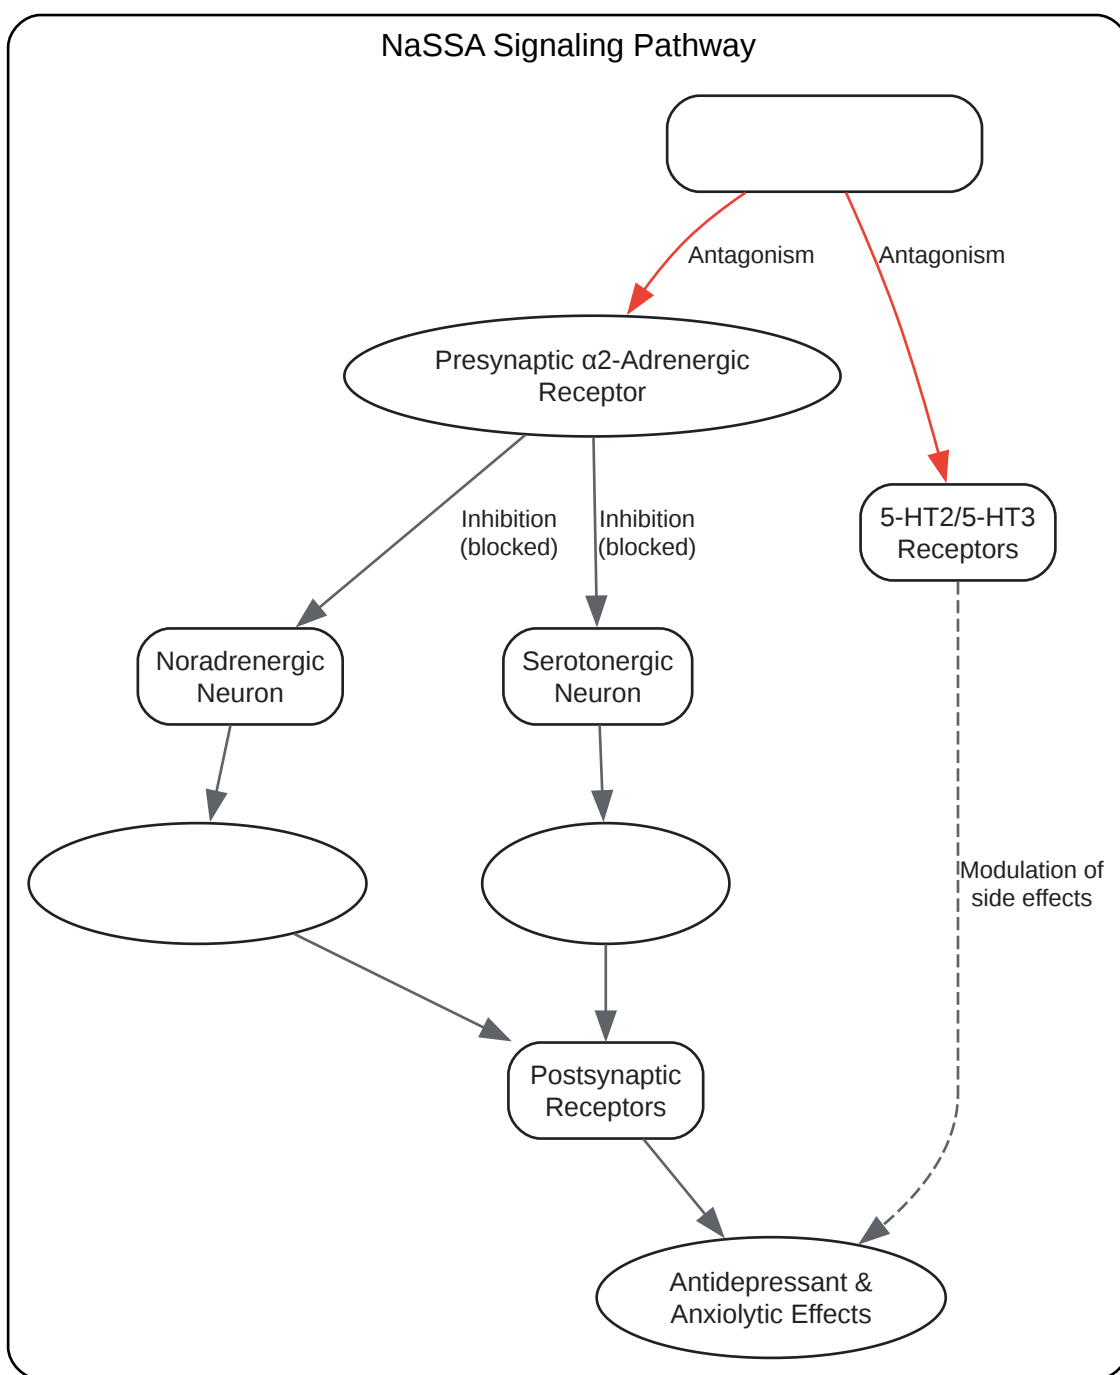 NaSSA Signaling Pathway
Antagonism
Antagonism
Presynaptic α2-Adrenergic
Receptor
Inhibition
(blocked)
Inhibition
(blocked)
5-HT2/5-HT3
Receptors
Noradrenergic
Neuron
Serotonergic
Neuron
Modulation of
side effects
Postsynaptic
Receptors
Antidepressant &
Anxiolytic Effects